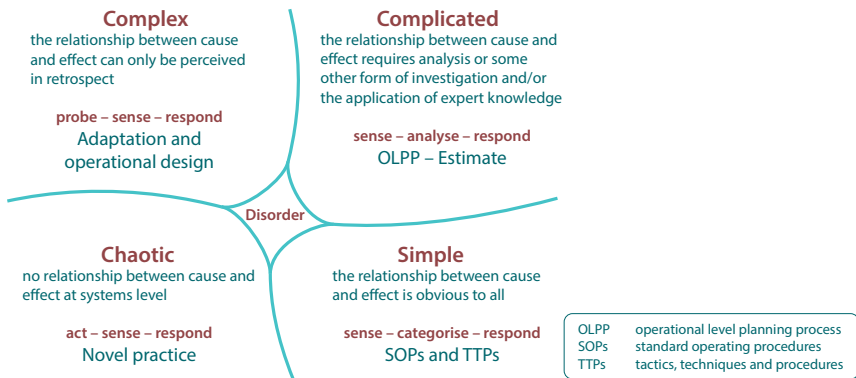 Complex
the relationship between cause
and effect can only be perceived
in retrospect
probe – sense – respond
Adaptation and
operational design
Complicated
the relationship between cause and
effect requires analysis or some
other form of investigation and/or
the application of expert knowledge
sense – analyse – respond
OLPP – Estimate
Disorder
Chaotic
no relationship between cause and
effect at systems level
act – sense – respond
Novel practice
Simple
the relationship between cause
and effect is obvious to all
sense – categorise – respond
SOPs and TTPs
OLPP operational level planning process
SOPs standard operating procedures
TTPs tactics, techniques and procedures